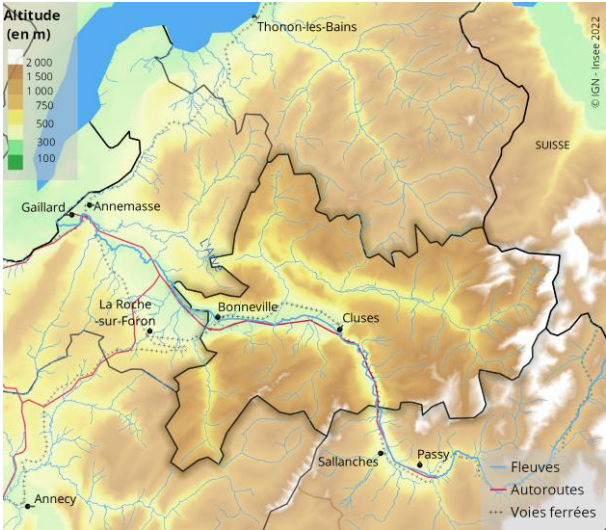 Altitude
(en m)
2 000
1 500
1 000
750
500
300
100
Thonon-les-Bains
© IGN - Insee 2022
SUISSE
Gaillard
Annemasse
L'Arve
La Roche
-sur-Foron
Bonneville
Cluses
Sallanches
Passy
Annecy
Fleuves
Autoroutes
Voies ferrées